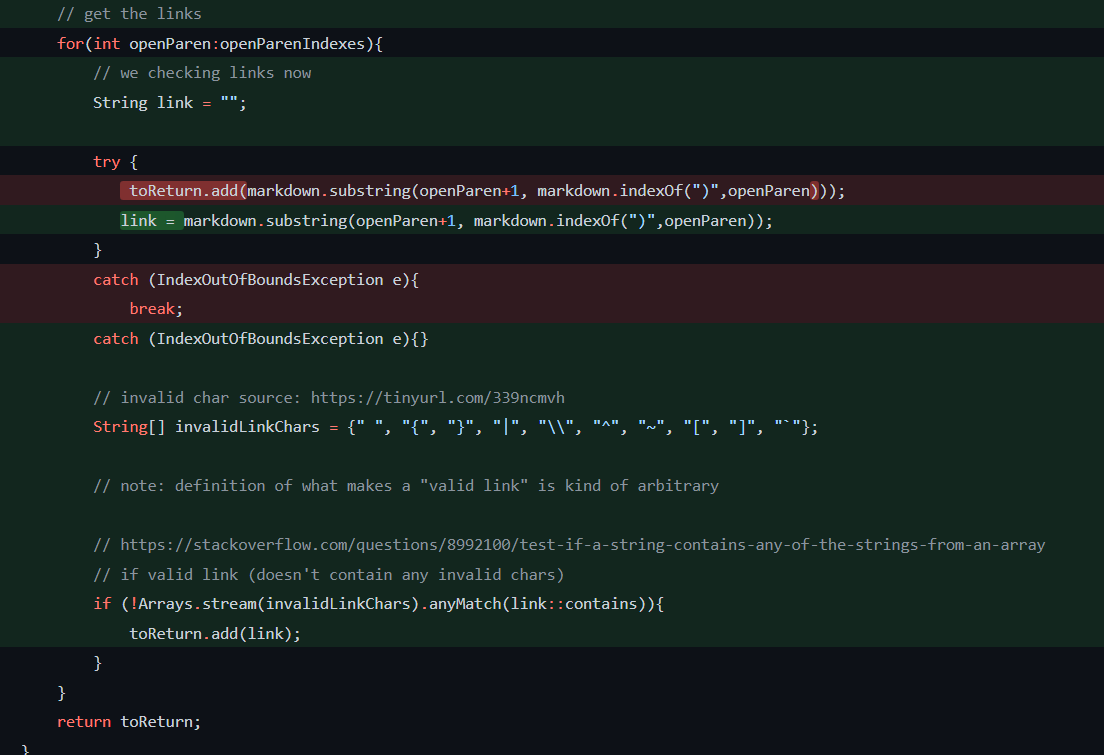 // get the links
for(int openParen:openParenIndexes){
// we checking links now
String link = "";
try {
toReturn.add(markdown.substring(openParen+1, markdown.indexOf(")",openParen)));
link = markdown.substring(openParen+1, markdown.indexOf(")",openParen));
}
catch (IndexOutOfBoundsException e){
break;
catch (IndexOutOfBoundsException e){}
// invalid char source: https://tinyurl.com/339ncmvh
String[] invalidLinkChars = {" ", "{", "}", "|", "\\", "^", "~", "[", "]", "`"};
// note: definition of what makes a "valid link" is kind of arbitrary
// https://stackoverflow.com/questions/8992100/test-if-a-string-contains-any-of-the-strings-from-an-array
// if valid link (doesn't contain any invalid chars)
if (!Arrays.stream(invalidLinkChars).anyMatch(link::contains)){
toReturn.add(link);
}
}
return toReturn;
}